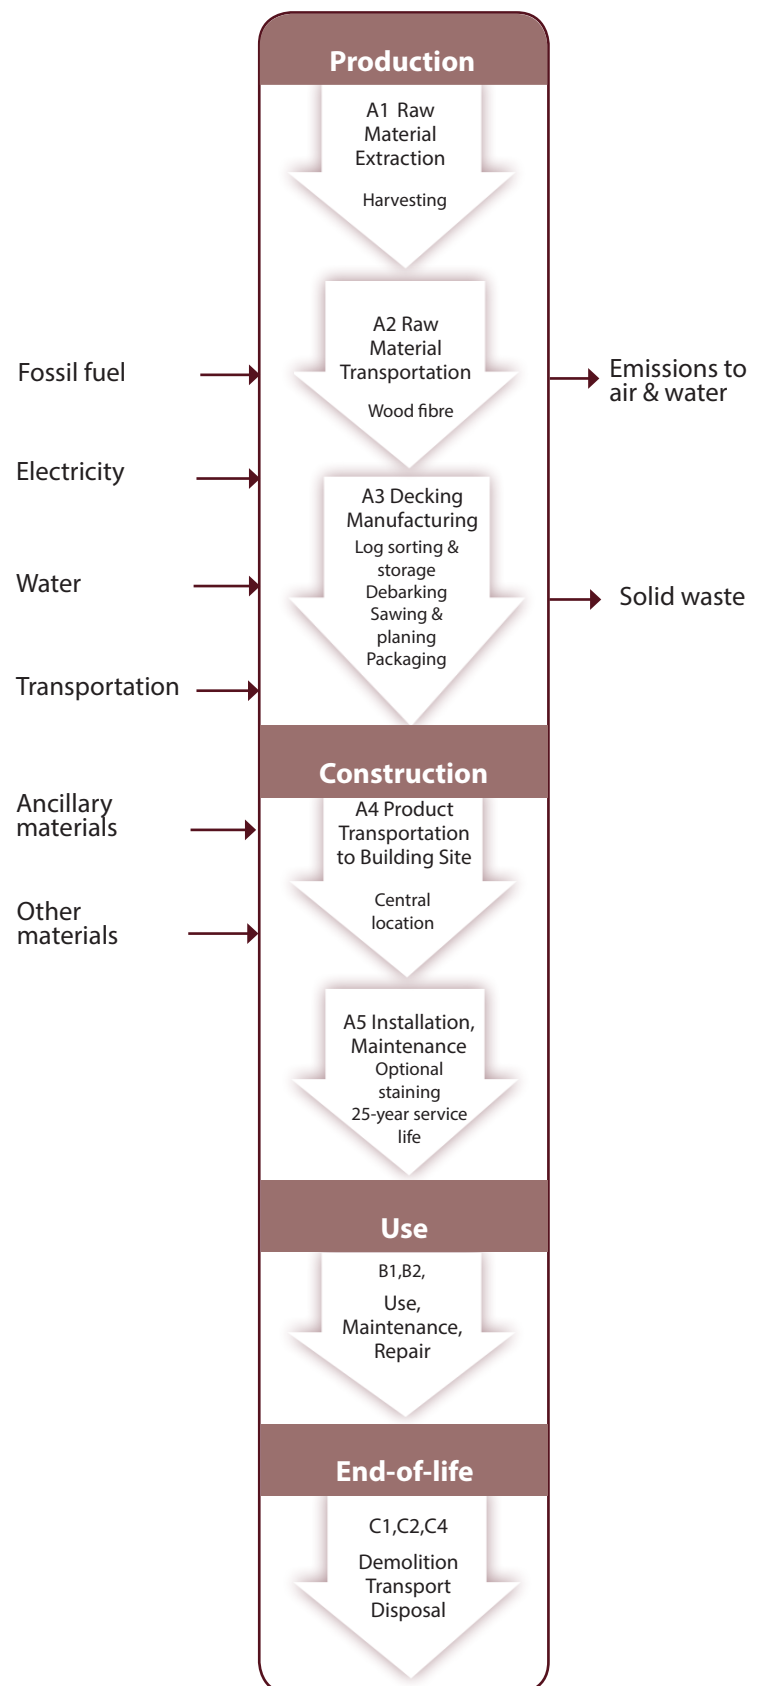 Production
A1 Raw
Material
Extraction
Harvesting
A2 Raw
Material
Transportation
Wood fibre
A3 Decking
Manufacturing
Log sorting &
storage
Debarking
Sawing &
planing
Packaging
Fossil fuel
Electricity
Water
Transportation
Ancillary
materials
Other
materials
Emissions to
air & water
Solid waste
Construction
A4 Product
Transportation
to Building Site
Central
location
A5 Installation,
Maintenance
Optional
staining
25-year service
life
Use
B1,B2,
Use,
Maintenance,
Repair
End-of-life
C1,C2,C4
Demolition
Transport
Disposal